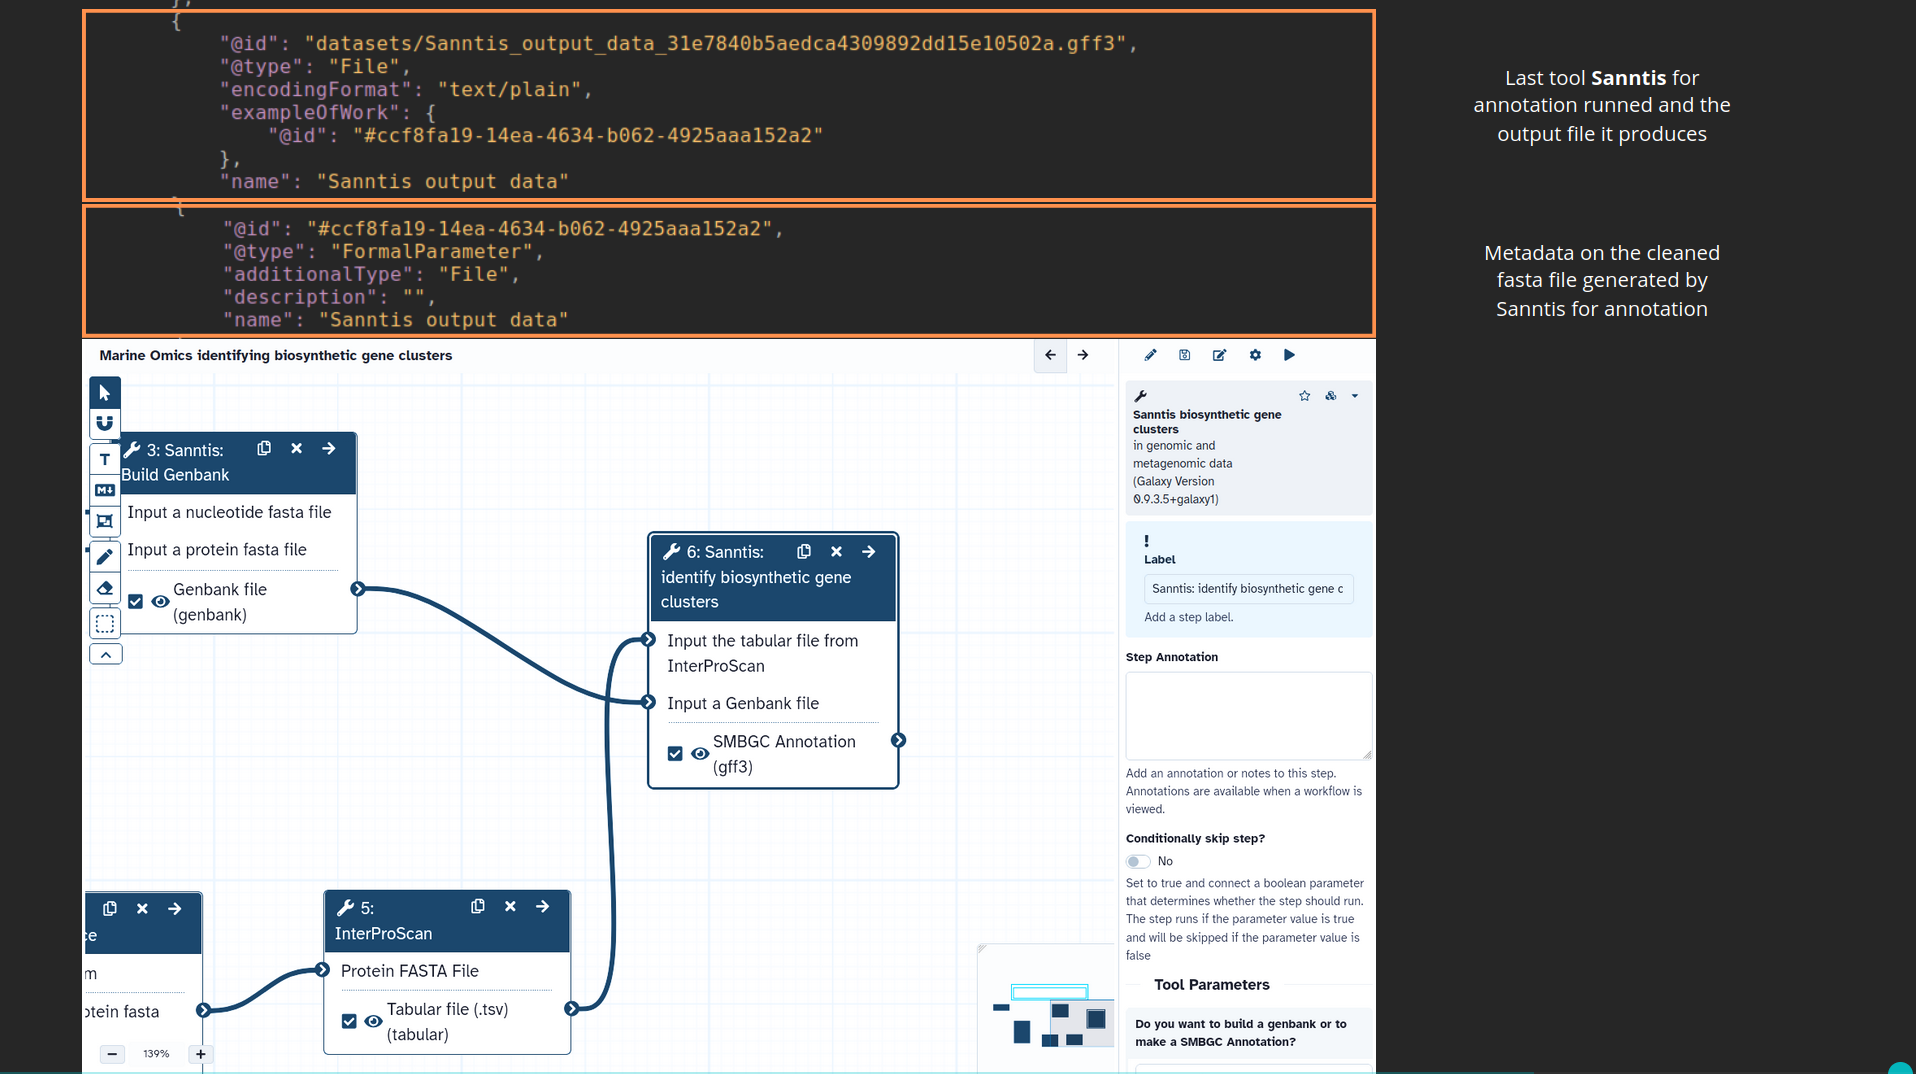 },
{
"@id": "datasets/Sanntis_output_data_31e7840b5aedca4309892dd15e10502a.gff3",
"@type": "File",
"encodingFormat": "text/plain",
"exampleOfWork": {
"@id": "#ccf8fa19-14ea-4634-b062-4925aaa152a2"
},
"name": "Sanntis output data"
{
"@id": "#ccf8fa19-14ea-4634-b062-4925aaa152a2",
"@type": "FormalParameter",
"additionalType": "File",
"description": "",
"name": "Sanntis output data"
Last tool Sanntis for
annotation runned and the
output file it produces
Metadata on the cleaned
fasta file generated by
Sanntis for annotation
Marine Omics identifying biosynthetic gene clusters
T
M
3: Sanntis:
Build Genbank
Input a nucleotide fasta file
Input a protein fasta file
Genbank file
(genbank)
6: Sanntis:
identify biosynthetic gene
clusters
Input the tabular file from
InterProScan
Input a Genbank file
SMBGC Annotation
(gff3)
ce
m
otein fasta
5:
InterProScan
Protein FASTA File
Tabular file (.tsv)
(tabular)
139%
Sanntis biosynthetic gene
clusters
in genomic and
metagenomic data
(Galaxy Version
0.9.3.5+galaxy1)
!
Label
Sanntis: identify biosynthetic gene c
Add a step label.
Step Annotation
Add an annotation or notes to this step.
Annotations are available when a workflow is
viewed.
Conditionally skip step?
No
Set to true and connect a boolean parameter
that determines whether the step should run.
The step runs if the parameter value is true
and will be skipped if the parameter value is
false
Tool Parameters
Do you want to build a genbank or to
make a SMBGC Annotation?